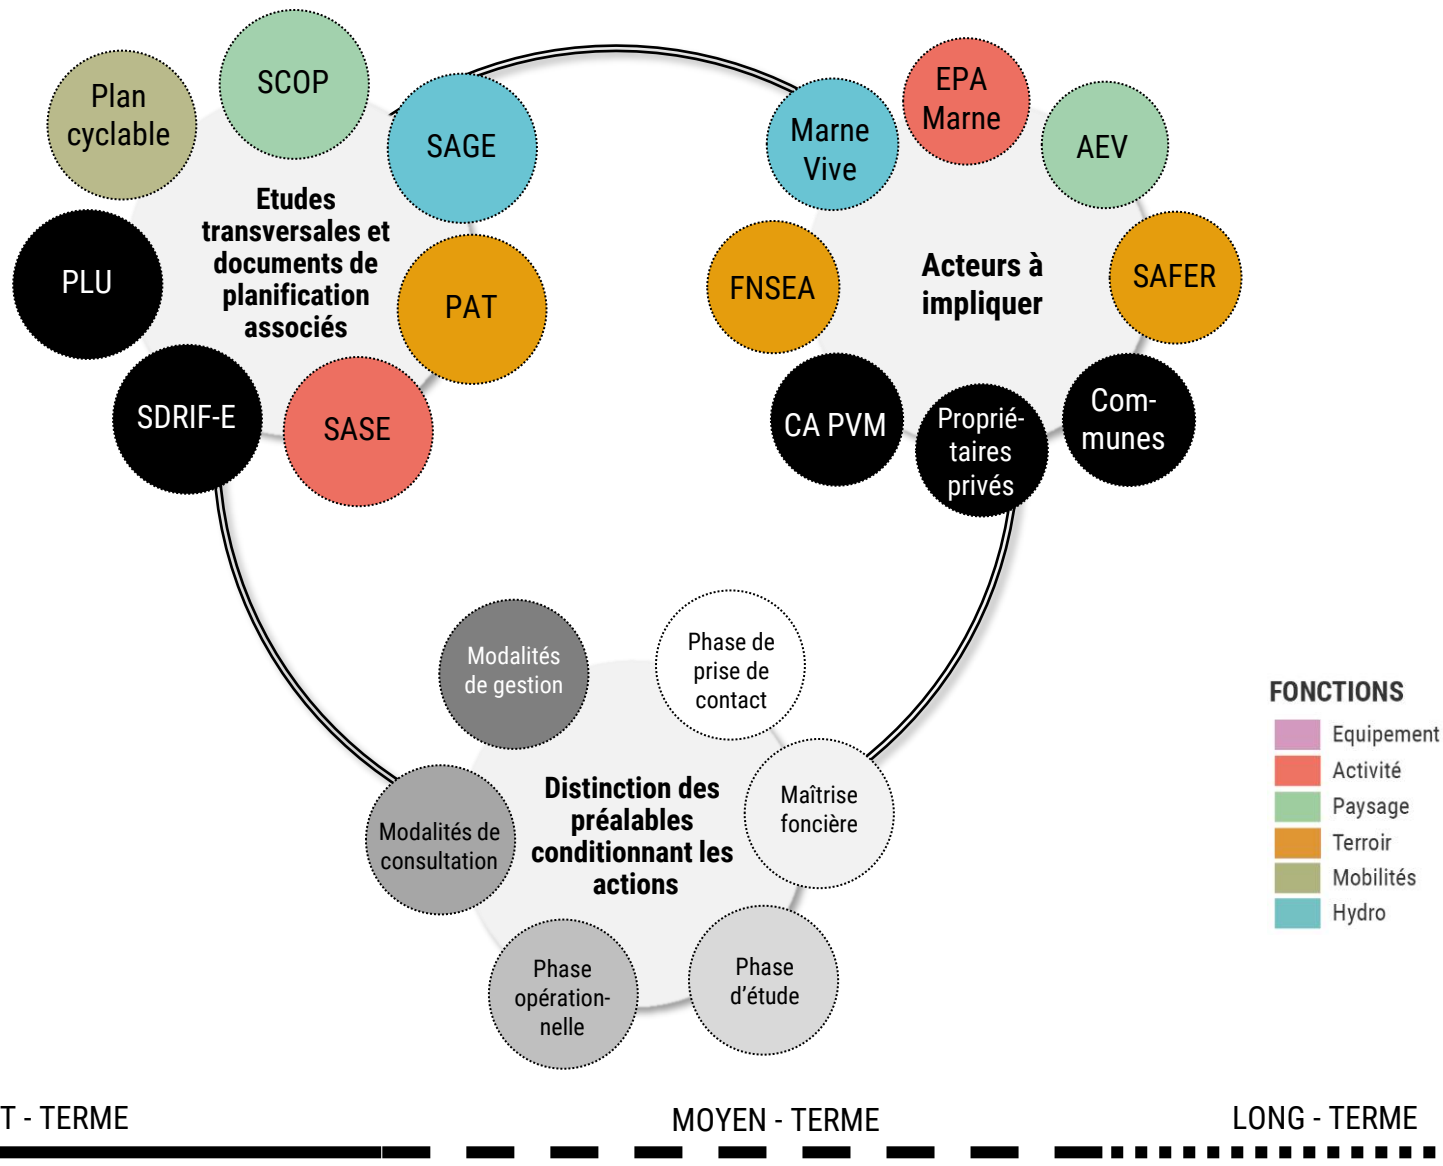 Plan
cyclable
SCOP
SAGE
PLU
PAT
SDRIF-E
SASE
Etudes
transversales et
documents de
planification
associés
Marne
Vive
EPA
Marne
AEV
FNSEA
SAFER
CA PVM
Proprié-
taires
privés
Com-
munes
Acteurs à
impliquer
Modalités
de gestion
Phase de
prise de
contact
Modalités de
consultation
Maîtrise
foncière
Phase
opération-
nelle
Phase
d'étude
Distinction des
préalables
conditionnant les
actions
FONCTIONS
Equipement
Activité
Paysage
Terroir
Mobilités
Hydro
T - TERME
MOYEN - TERME
LONG - TERME